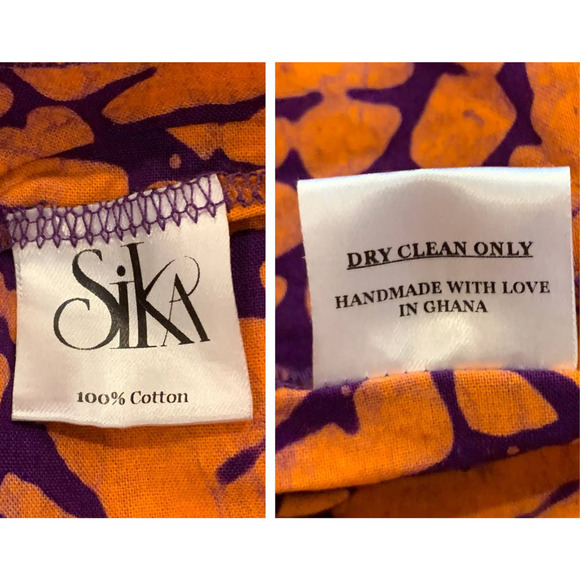 SiKA
100% Cotton
DRY CLEAN ONLY
HANDMADE WITH LOVE
IN GHANA